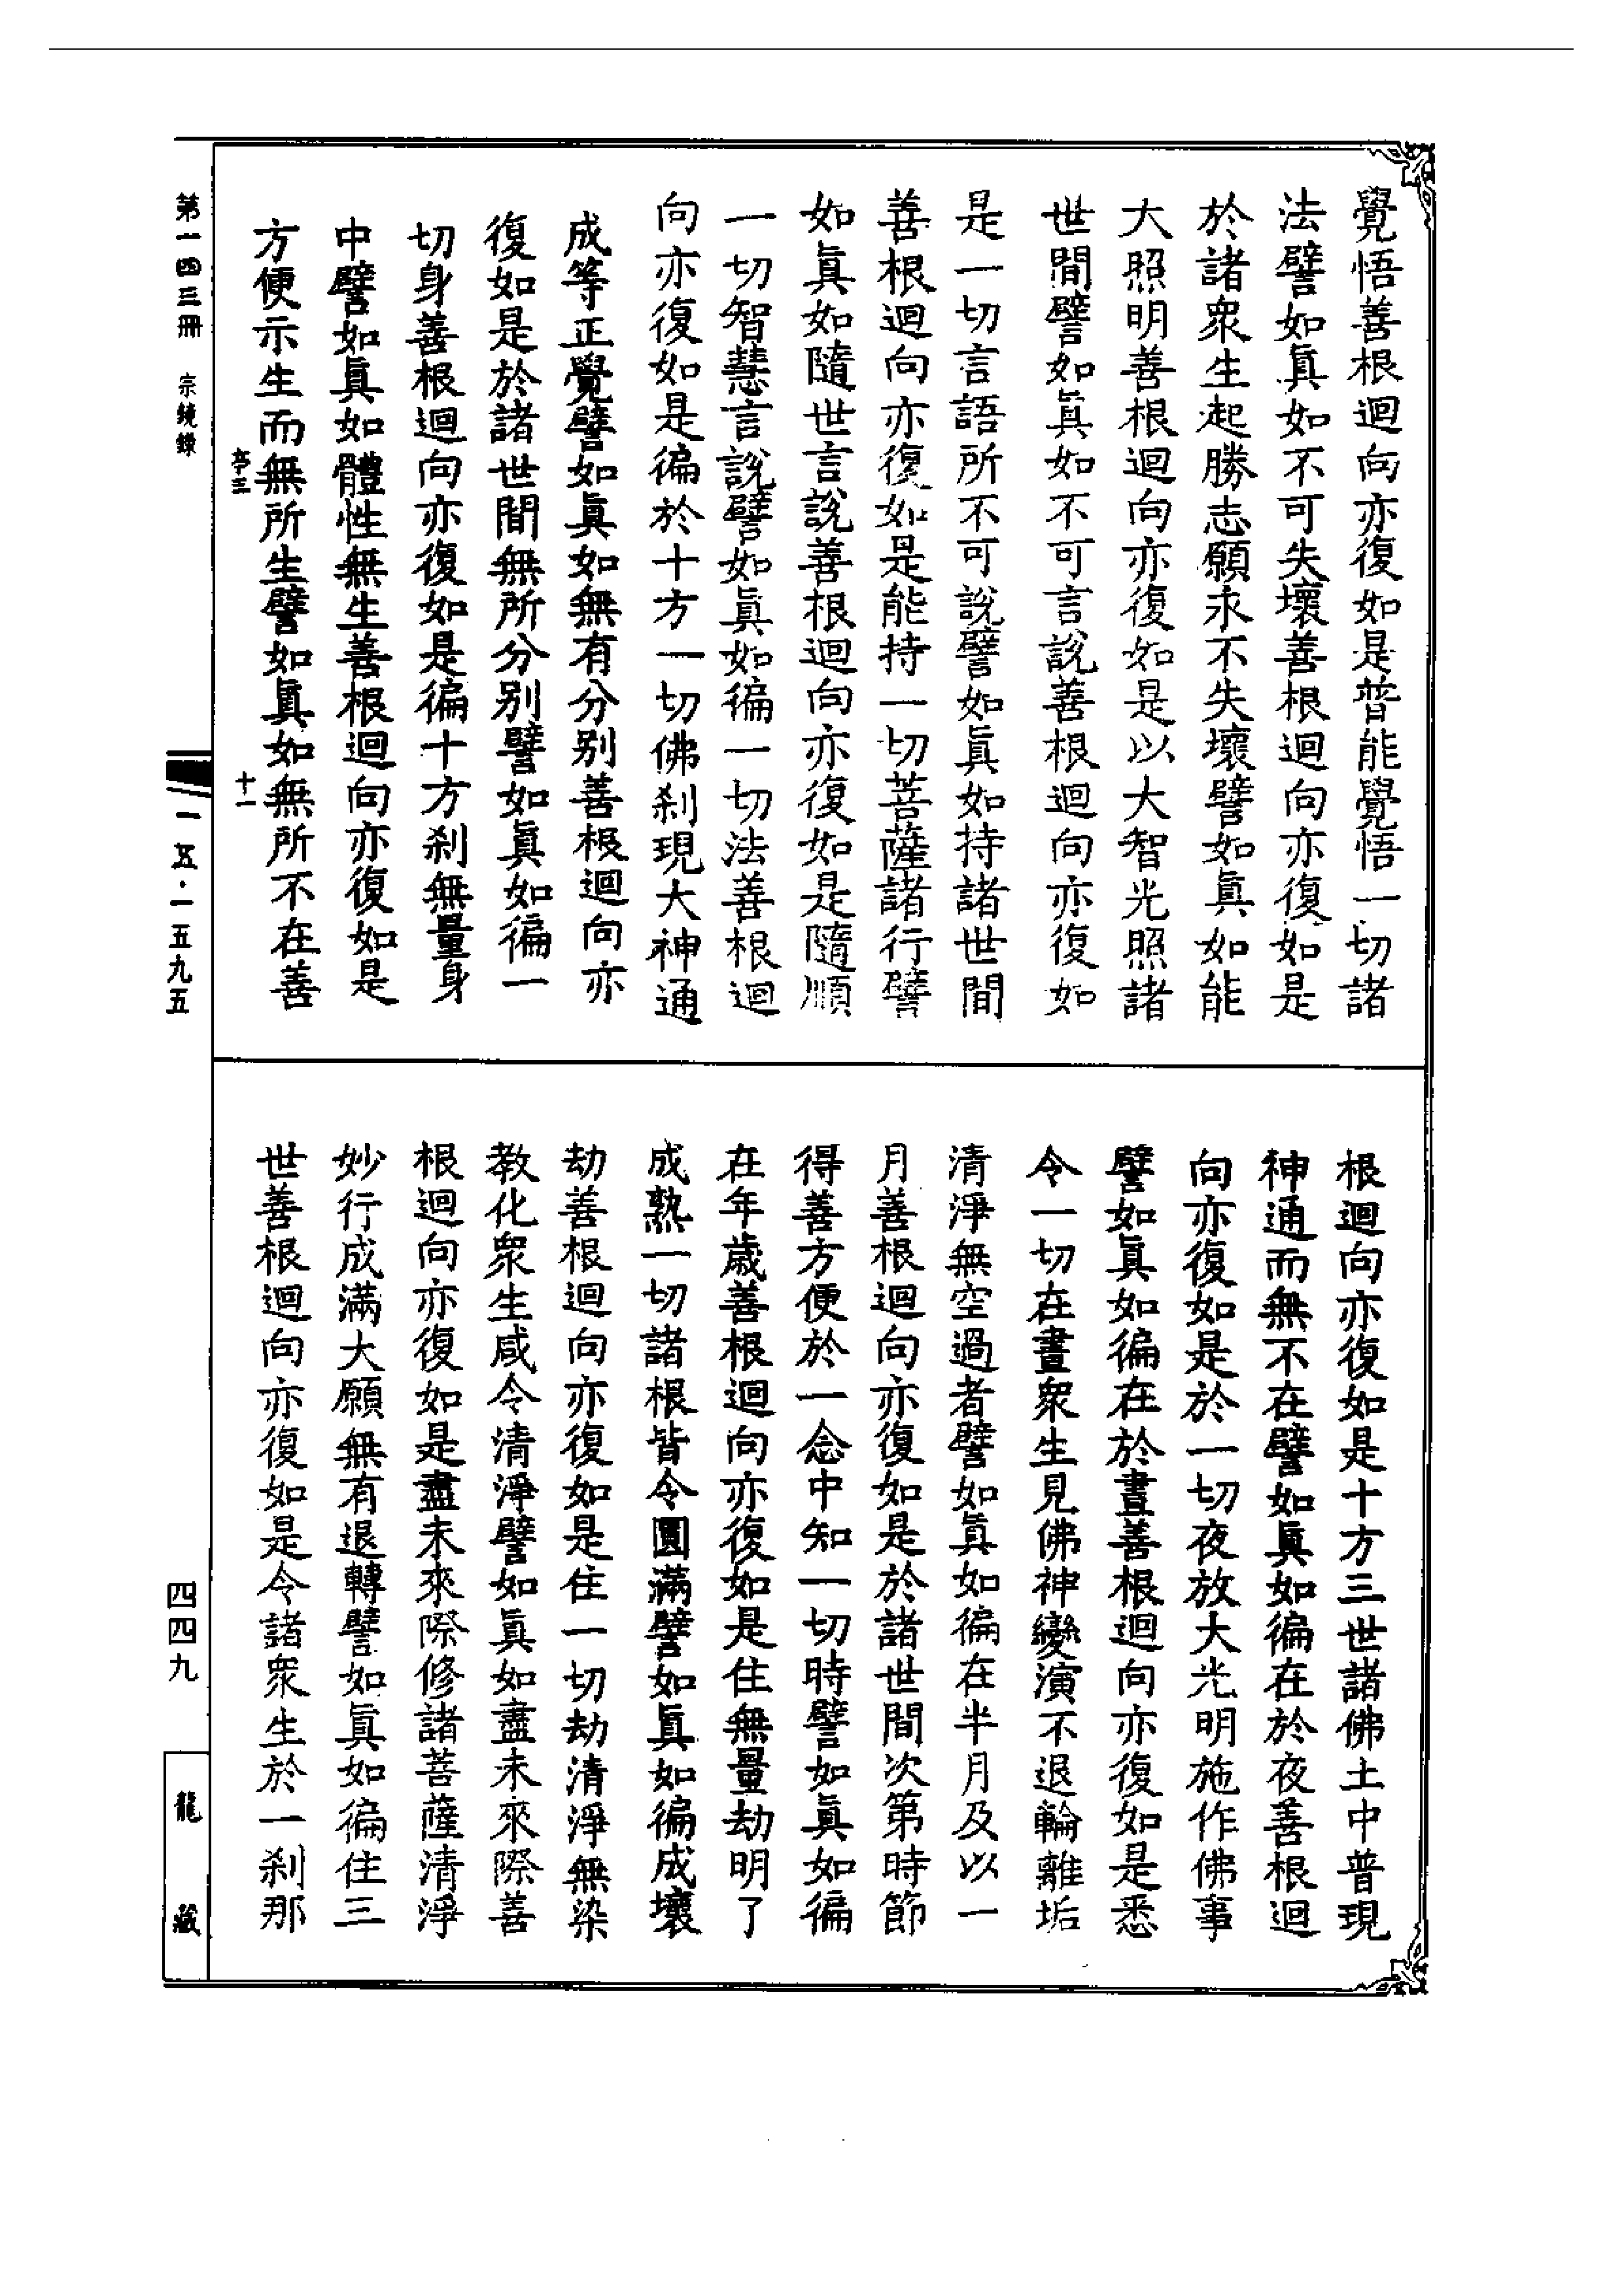 覺悟善根迴向亦復如是普能覺悟一切諸
法譬如眞如不可失壞善根迴向亦復如是
於諸衆生起勝志願永不失壞譬如眞如能
大照明善根迴向亦復如是以大智光照諸
世間譬如眞如不可言說善根迴向亦復如
是一切言語所不可說譬如眞如持諸世間
善根迴向亦復如是能持一切菩薩諸行譬
如眞如隨世言說善根迴向亦復如是隨順
一切智慧言說譬如眞如徧一切法善根迴
向亦復如是徧於十方一切佛刹現大神通
成等正覺譬如眞如無有分別善根迴向亦
復如是於諸世間無所分別譬如眞如徧一
切身善根迴向亦復如是徧十方刹無量身
中譬如眞如體性無生善根迴向亦復如是
方便示生而無所生譬如眞如無所不在善
根迴向亦復如是十方三世諸佛土中普現
神通而無不在譬如眞如徧在於夜善根迴
向亦復如是於一切夜放大光明施作佛事
譬如眞如徧在於晝善根迴向亦復如是悉
令一切在晝衆生見佛神變演不退輪離垢
清淨無空過者譬如眞如徧在半月及以一
月善根迴向亦復如是於諸世間次第時節
得善方便於一念中知一切時譬如眞如徧
在年歲善根迴向亦復如是住無量劫明了
成熟一切諸根皆令圓滿譬如眞如徧成壞
劫善根迴向亦復如是住一切劫清淨無染
教化衆生咸令清淨譬如眞如盡未來際善
根迴向亦復如是盡未來際修諸菩薩清淨
妙行成滿大願無有退轉譬如眞如徧住三
世善根迴向亦復如是令諸衆生於一刹那
亭三 十一
第一四三冊 宗鏡錄
一五·一五九五
四四九
龍藏